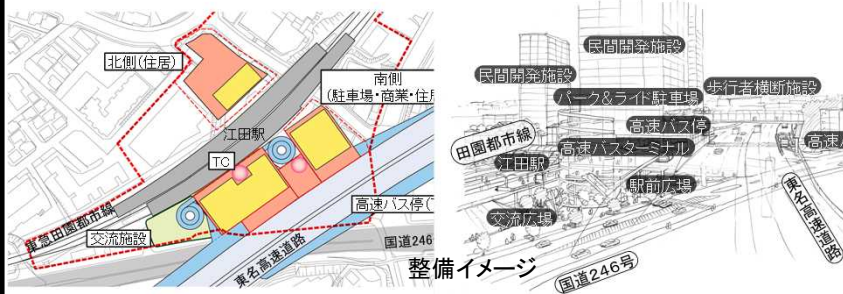 北側(住居)
南側
(駐車場・商業・住
江田駅
TC
高速バス停(
東急田園都市線
交流施設
東名高速道路
国道246
民間開発施設
民間開発施設
パーク&ライド駐車場
歩行者横断施設
高速バス停
田園都市線
高速バスターミナル
高速
江田駅
駅前広場
交流広場
東名高速道路
国道246号
整備イメージ